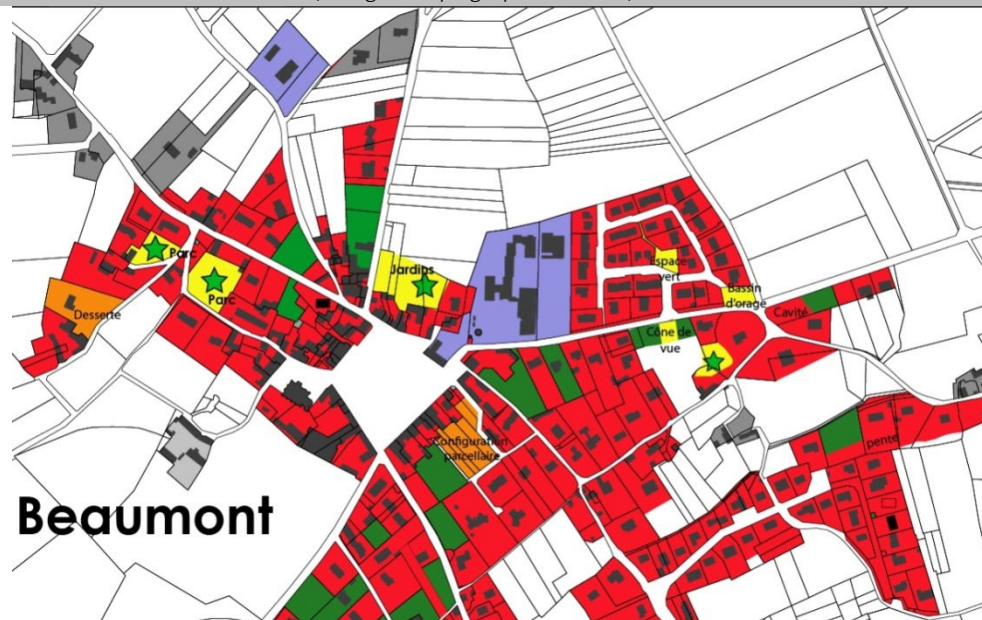 Parc
Parc
Desserte
Jardins
Espace
vert
Bassin
d'orage
Cavité
Cône de
vue
Configuration
parcellaire
pente
Beaumont